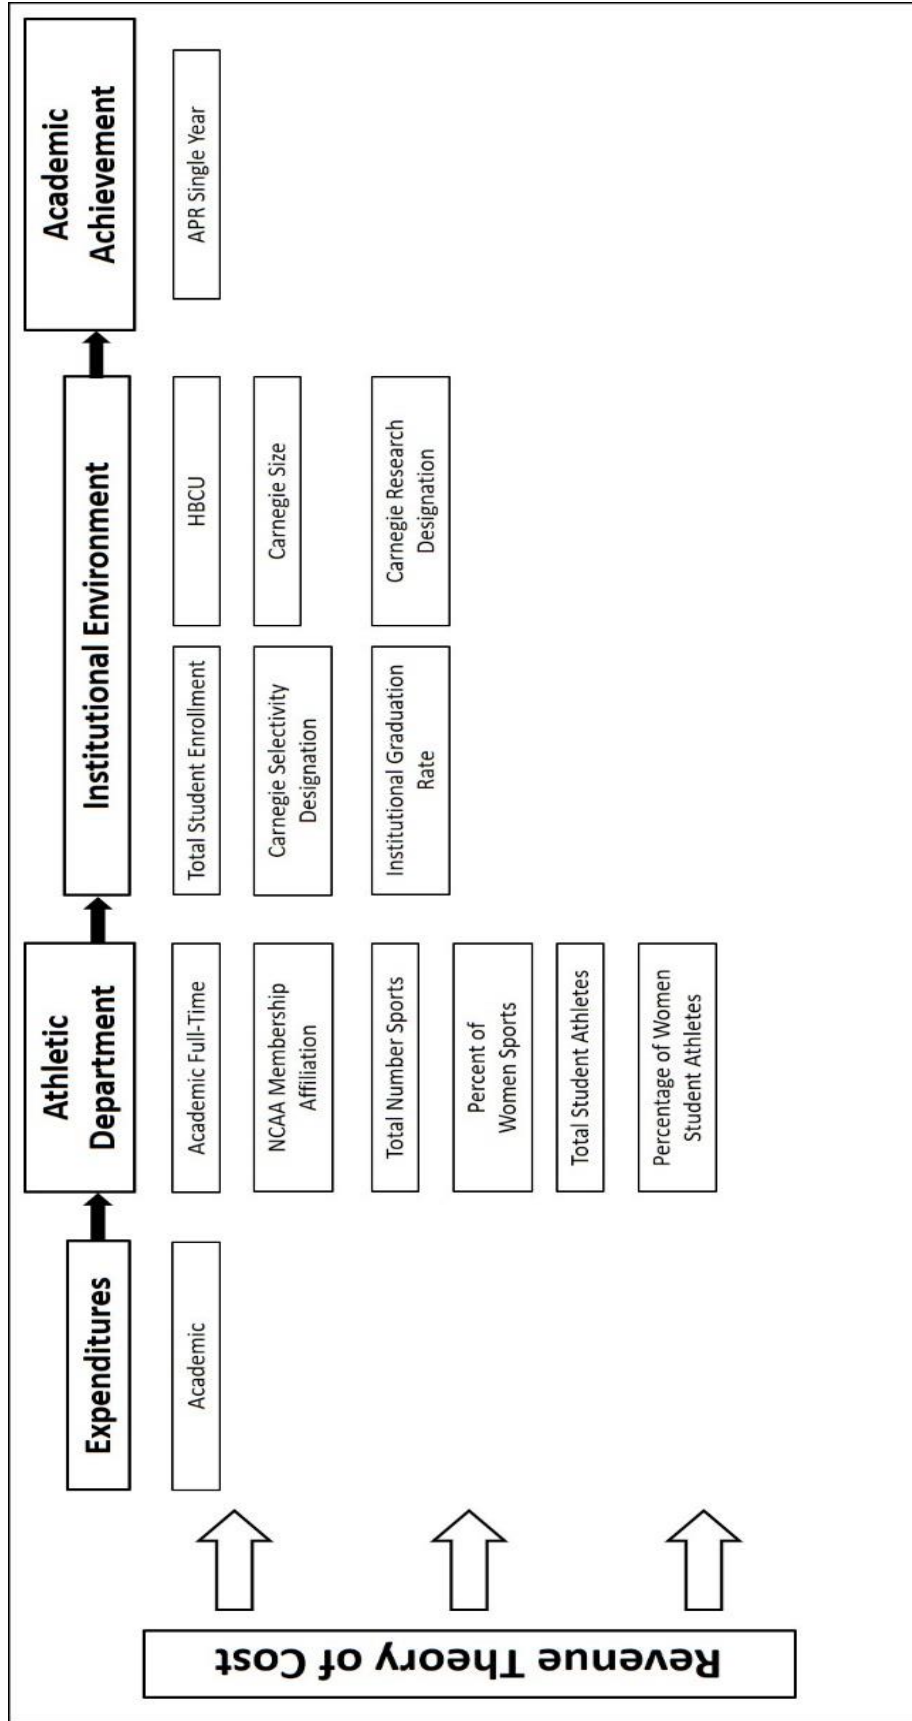 Revenue Theory of Cost
Expenditures
Academic
Athletic
Department
Academic Full-Time
NCAA Membership
Affiliation
Total Number Sports
Percent of
Women Sports
Total Student Athletes
Percentage of Women
Student Athletes
Institutional Environment
Total Student Enrollment
Carnegie Selectivity
Designation
Institutional Graduation
Rate
HBCU
Carnegie Size
Carnegie Research
Designation
Academic
Achievement
APR Single Year